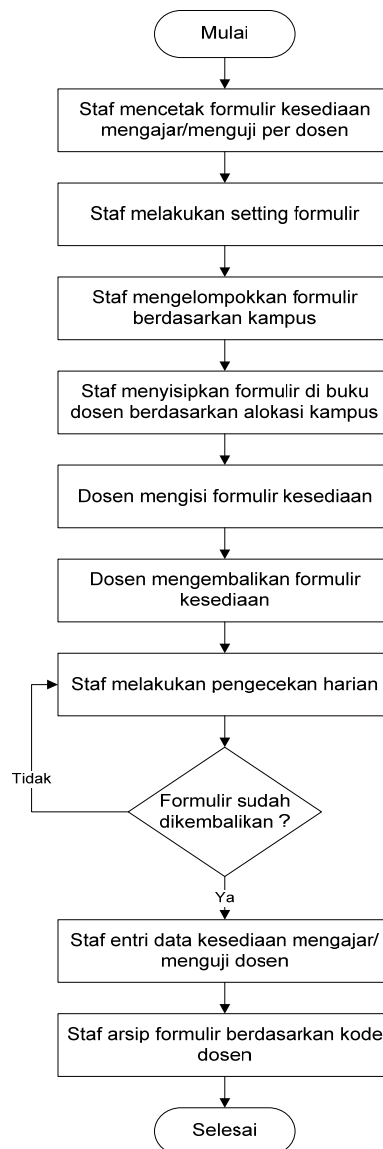 Mulai
Staf mencetak formulir kesediaan
mengajar/menguji per dosen
Staf melakukan setting formulir
Staf mengelompokkan formulir
berdasarkan kampus
Staf menyisipkan formulir di buku
dosen berdasarkan alokasi kampus
Dosen mengisi formulir kesediaan
Dosen mengembalikan formulir
kesediaan
Staf melakukan pengecekan harian
Tidak
Formulir sudah
dikembalikan ?
Ya
Staf entri data kesediaan mengajar/
menguji dosen
Staf arsip formulir berdasarkan kode
dosen
Selesai